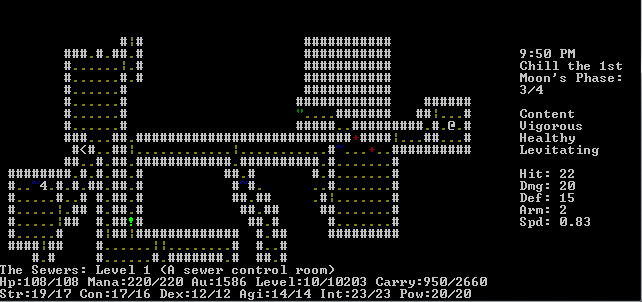 9:50 PM
Chill the 1st
Moon's Phase:
3/4
Content
Vigorous
Healthy
Levitating
Hit: 22
Dmg: 20
Def: 15
Arm: 2
Spd: 0.83
The Sewers: Level 1 (A sewer control room)
Hp:108/108 Mana:220/220 Au:1586 Level:10/10203 Carry:950/2660
Str:19/17 Con:17/16 Dex:12/12 Agi:14/14 Int:23/23 Pow:20/20